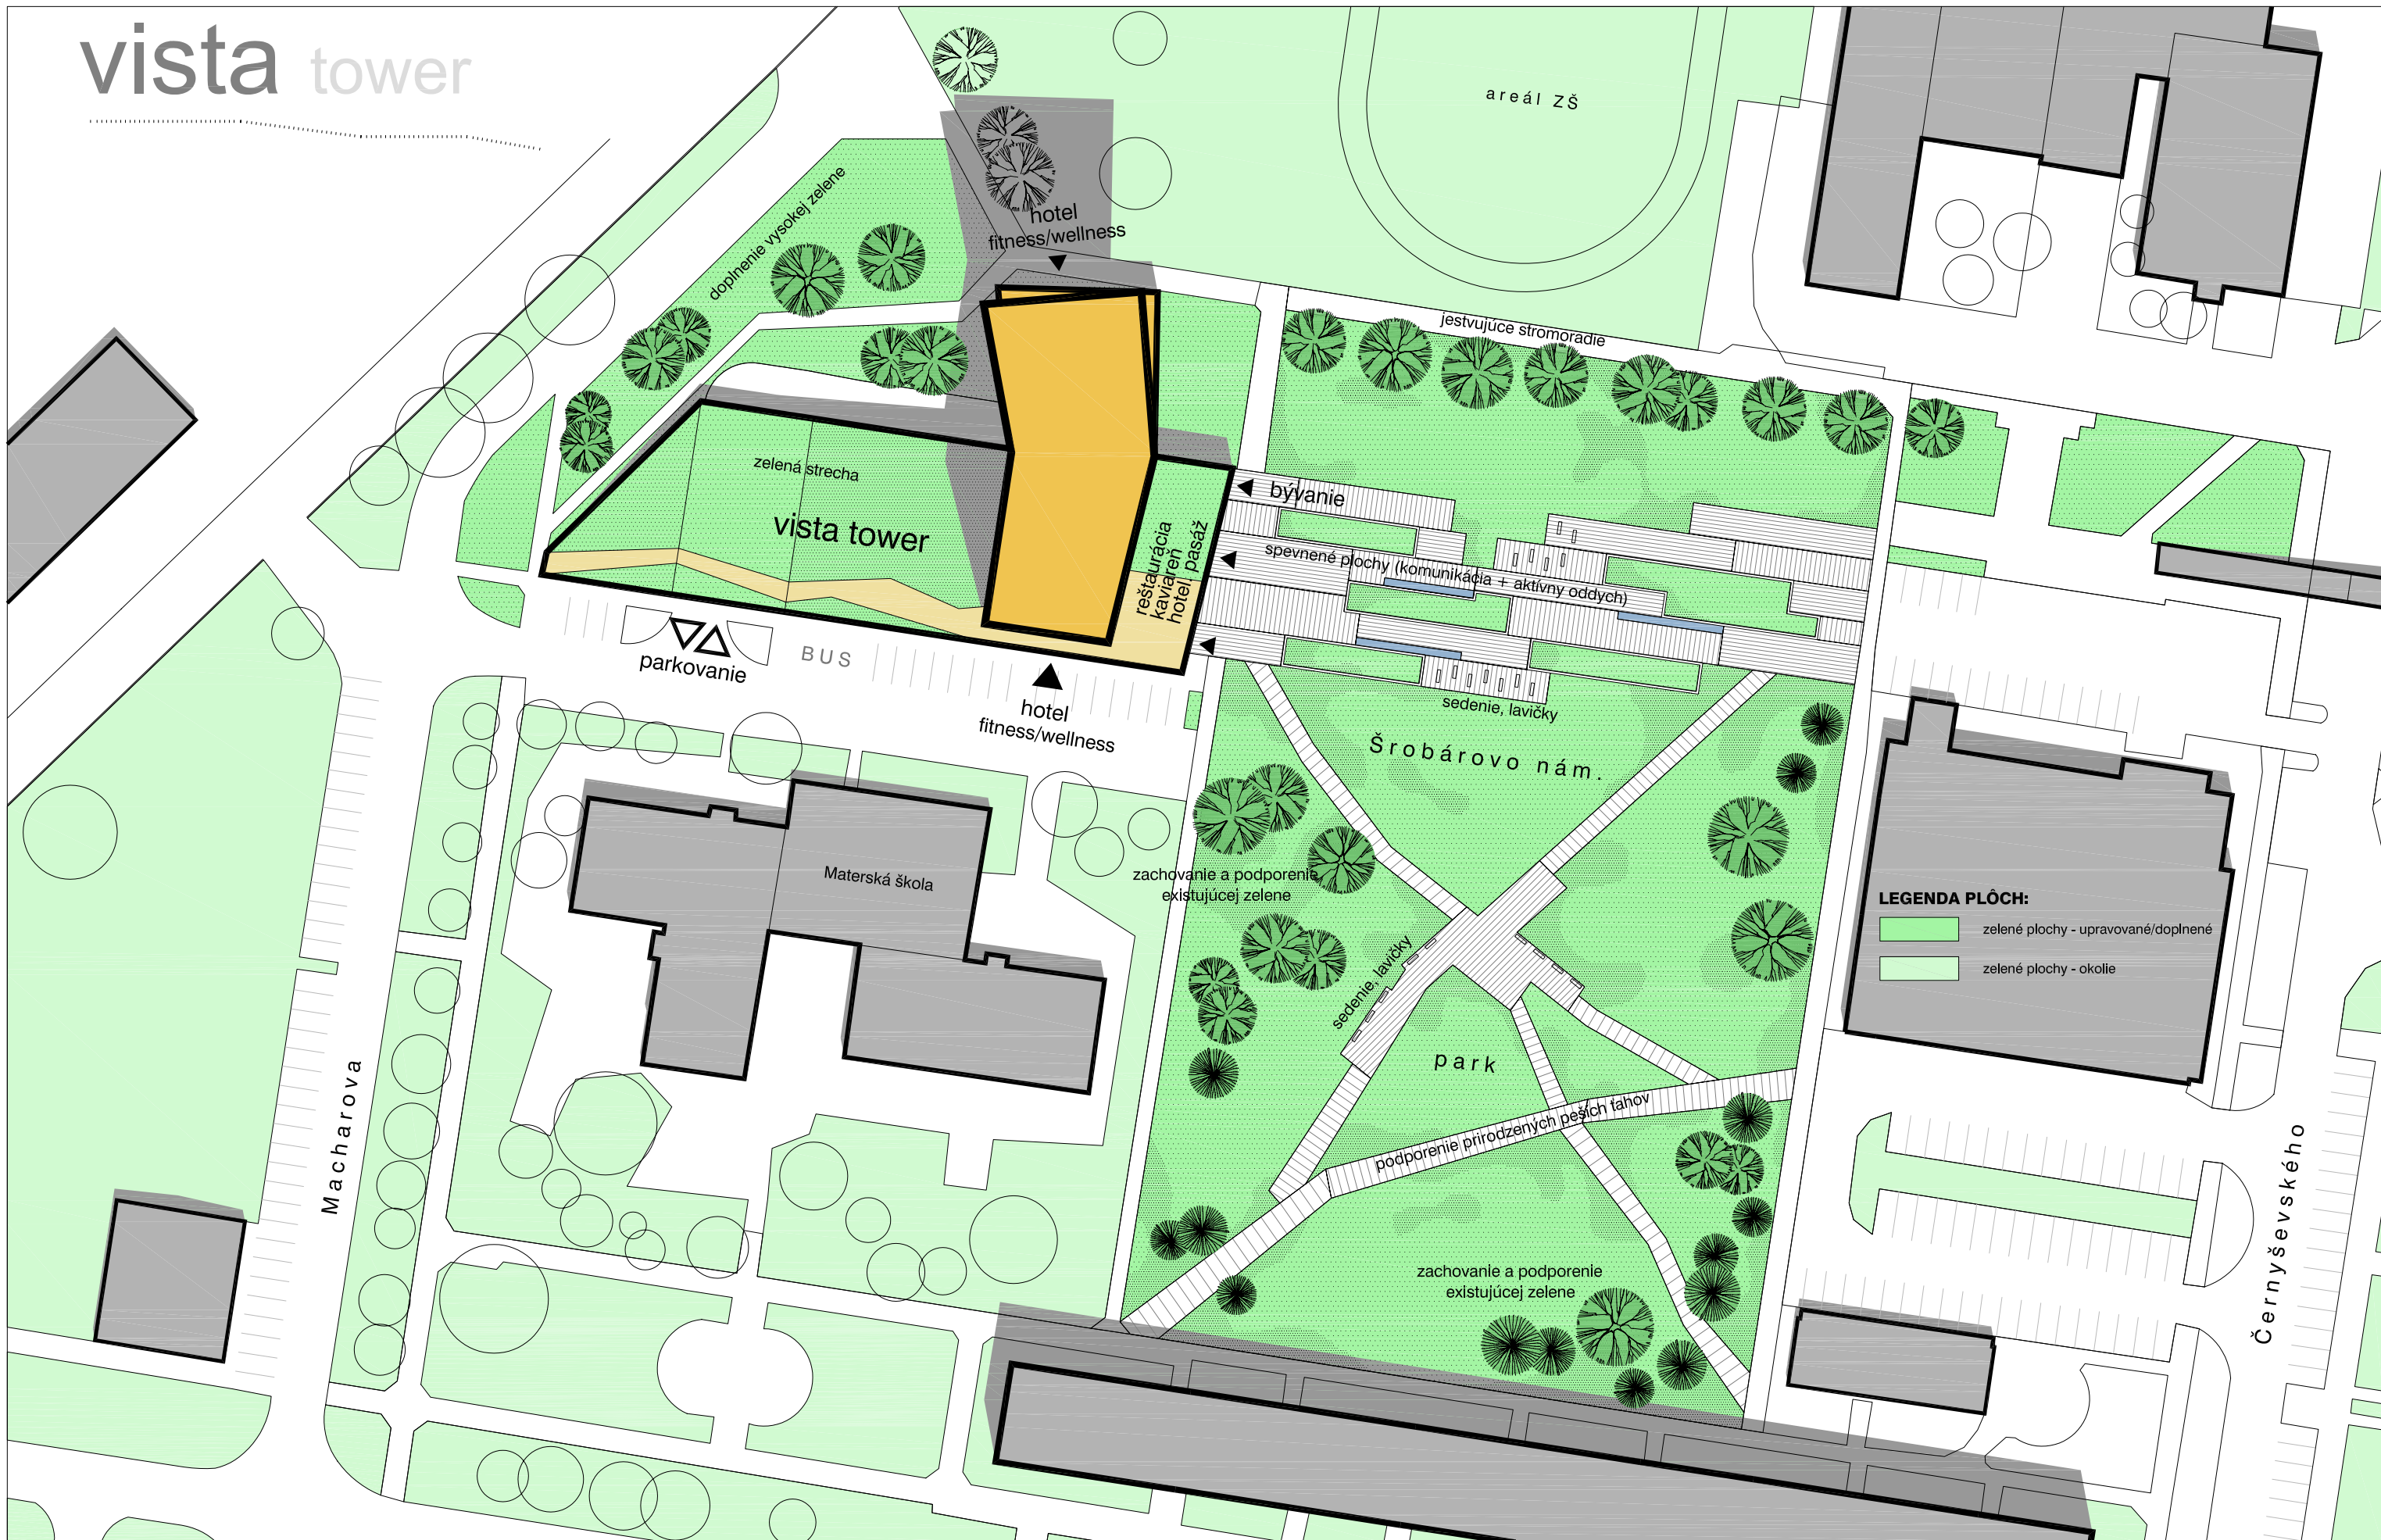 vista tower
areál ZŠ
doplnenie vysokej zelene
hotel
fitness/wellness
jestvujúce stromoradie
zelená strecha
vista tower
reštaurácia
kaviareň
hotel, pasáž
bývanie
spevnené plochy (komunikácia + aktívny oddych)
parkovanie
BUS
hotel
fitness/wellness
sedenie, lavičky
Šrobárovo nám.
Materská škola
zachovanie a podporenie
existujúcej zelene
LEGENDA PLÔCH:
zelené plochy - upravované/doplnené
zelené plochy - okolie
sedenie, lavičky
park
podporenie prirodzených peších ťahov
Macharova
Černyševského
zachovanie a podporenie
existujúcej zelene